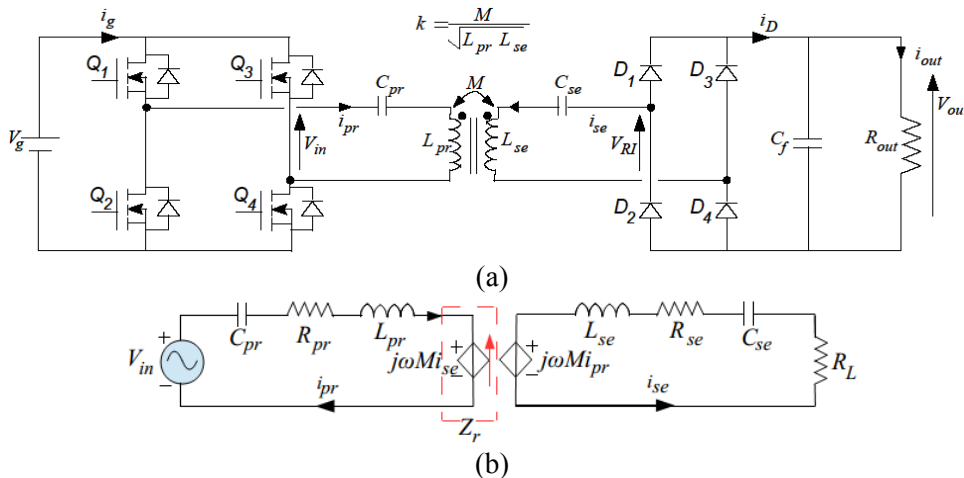 i_g
k = M / √(L_pr L_se)
i_D
Q_1
Q_3
C_pr
M
C_se
D_1
D_3
i_out
V_g
i_pr
V_in
L_pr
L_se
i_se
V_RI
C_f
R_out
V_ou
Q_2
Q_4
D_2
D_4
(a)
V_in
C_pr
R_pr
L_pr
jωMi_se
jωMi_pr
L_se
R_se
C_se
R_L
i_pr
i_se
Z_r
(b)